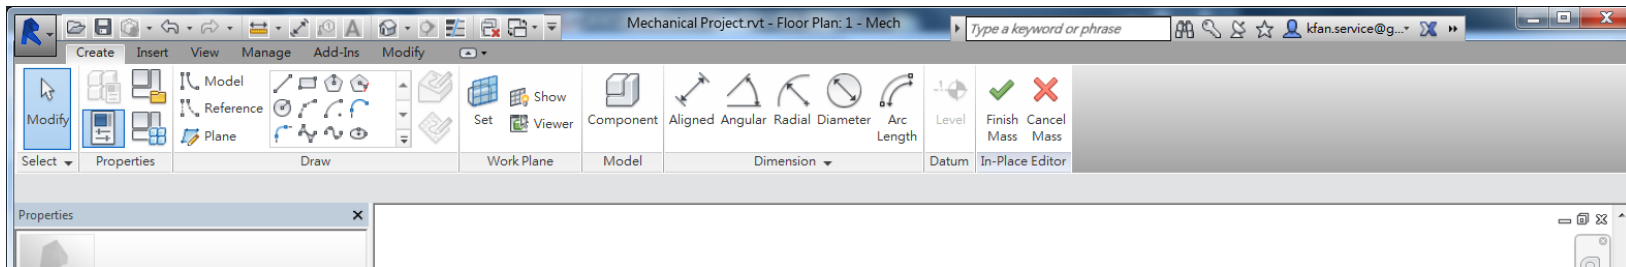 Mechanical Project.rvt - Floor Plan: 1 - Mech
Type a keyword or phrase
kfan.service@g...
Create Insert View Manage Add-Ins Modify
Modify
Model
Reference
Plane
Set
Show
Viewer
Component
Aligned Angular Radial Diameter Arc Length
Level
Finish Mass
Cancel Mass
Select Properties Draw Work Plane Model Dimension Datum In-Place Editor
Properties